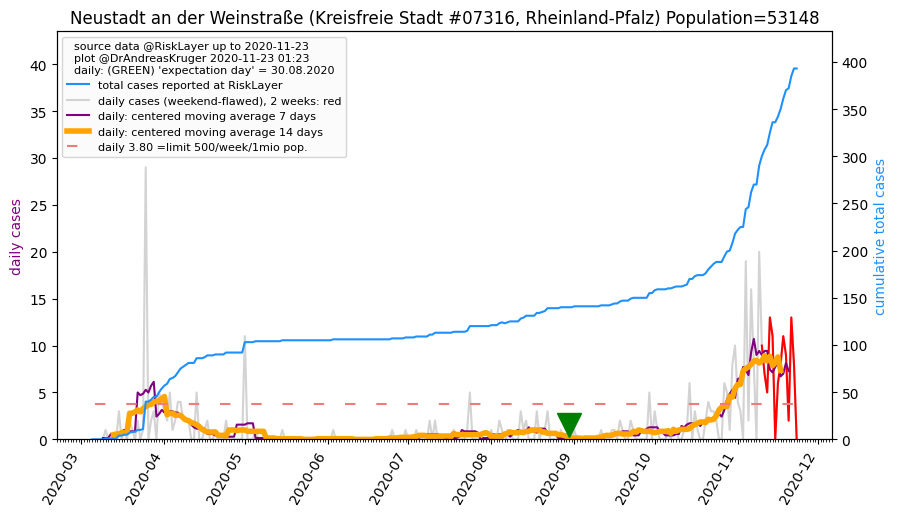 Neustadt an der Weinstraße (Kreisfreie Stadt #07316, Rheinland-Pfalz) Population=53148
source data @RiskLayer up to 2020-11-23
plot @DrAndreasKruger 2020-11-23 01:23
daily: (GREEN) 'expectation day' = 30.08.2020
total cases reported at RiskLayer
daily cases (weekend-flawed), 2 weeks: red
daily: centered moving average 7 days
daily: centered moving average 14 days
daily 3.80 =limit 500/week/1mio pop.
daily cases
40
35
30
25
20
15
10
5
0
cumulative total cases
400
350
300
250
200
150
100
50
0
2020-03
2020-04
2020-05
2020-06
2020-07
2020-08
2020-09
2020-10
2020-11
2020-12